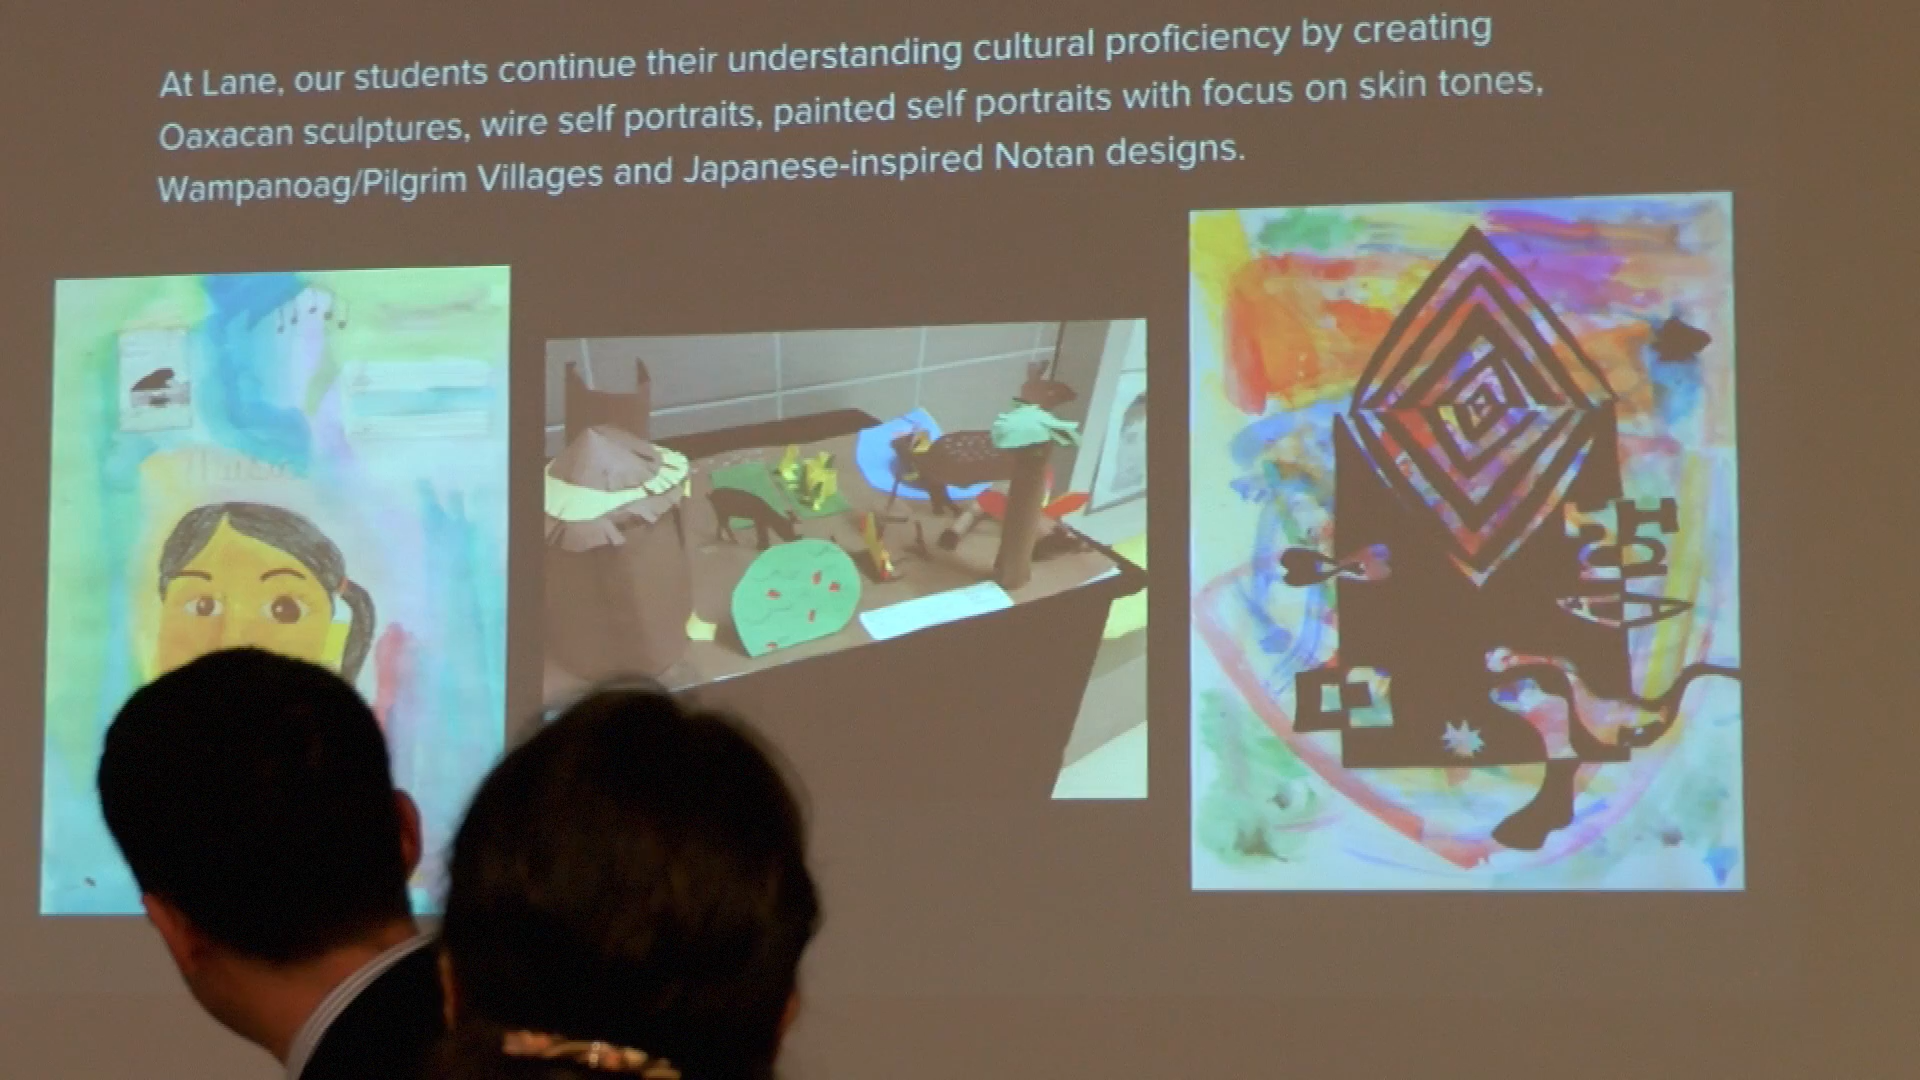 At Lane, our students continue their understanding cultural proficiency by creating
Oaxacan sculptures, wire self portraits, painted self portraits with focus on skin tones,
Wampanoag/Pilgrim Villages and Japanese-inspired Notan designs.